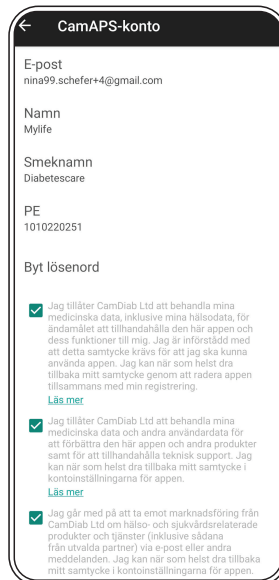 CamAPS-konto
E-post
nina99.schefer+4@gmail.com
Namn
Mylife
Smeknamn
Diabetescare
PE
1010220251
Byt lösenord
Jag tillåter CamDiab Ltd att behandla mina
medicinska data, inklusive mina hälsodata, för
ändamålet att tillhandahålla den här appen och
dess funktioner till mig. Jag är införstådd med
att detta samtycke krävs för att jag ska kunna
använda appen. Jag kan när som helst dra
tillbaka mitt samtycke genom att radera appen
tillsammans med min registrering.
Läs mer
Jag tillåter CamDiab Ltd att behandla mina
medicinska data och andra användardata för
att förbättra den här appen och andra produkter
samt för att tillhandahålla teknisk support. Jag
kan när som helst dra tillbaka mitt samtycke i
kontoinställningarna för appen.
Läs mer
Jag går med på att ta emot marknadsföring från
CamDiab Ltd om hälso- och sjukvårdsrelaterade
produkter och tjänster (inklusive sådana
från utvalda partner) via e-post eller andra
meddelanden. Jag kan när som helst dra tillbaka
mitt samtycke i kontoinställningarna för appen.